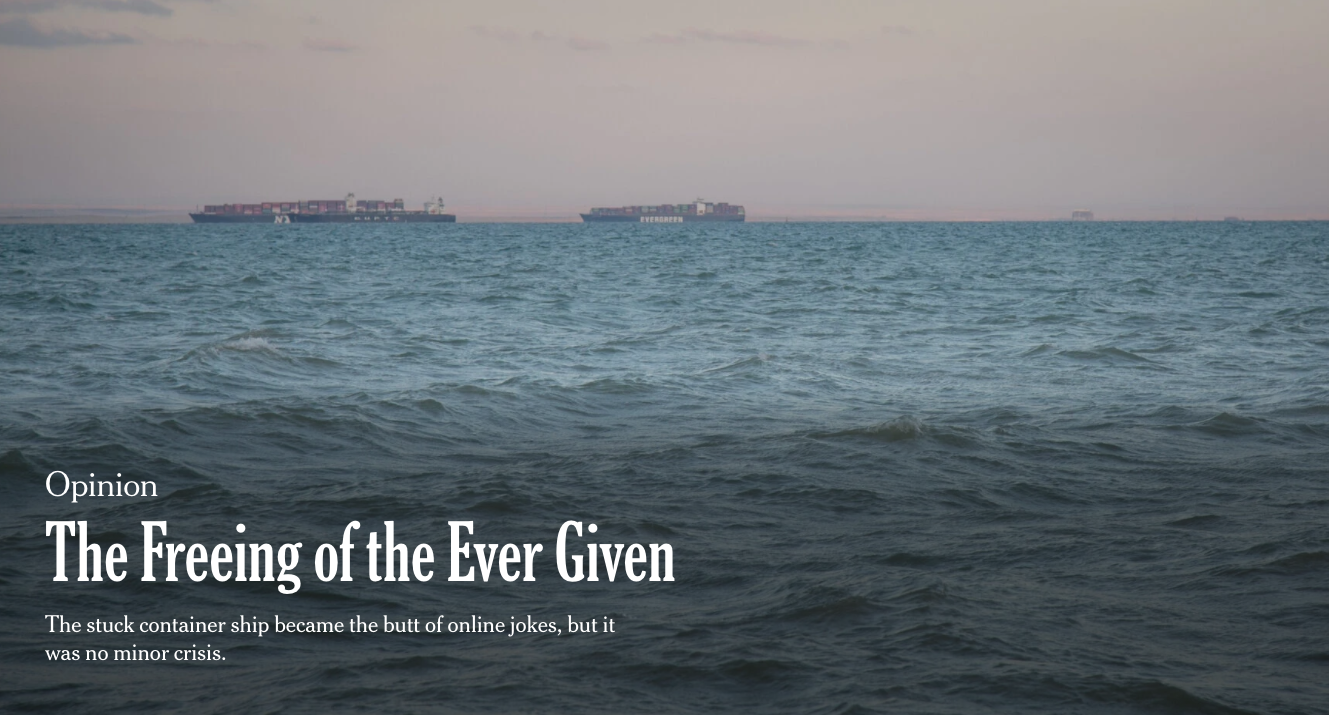 EVERGREEN
Opinion
The Freeing of the Ever Given
The stuck container ship became the butt of online jokes, but it
was no minor crisis.